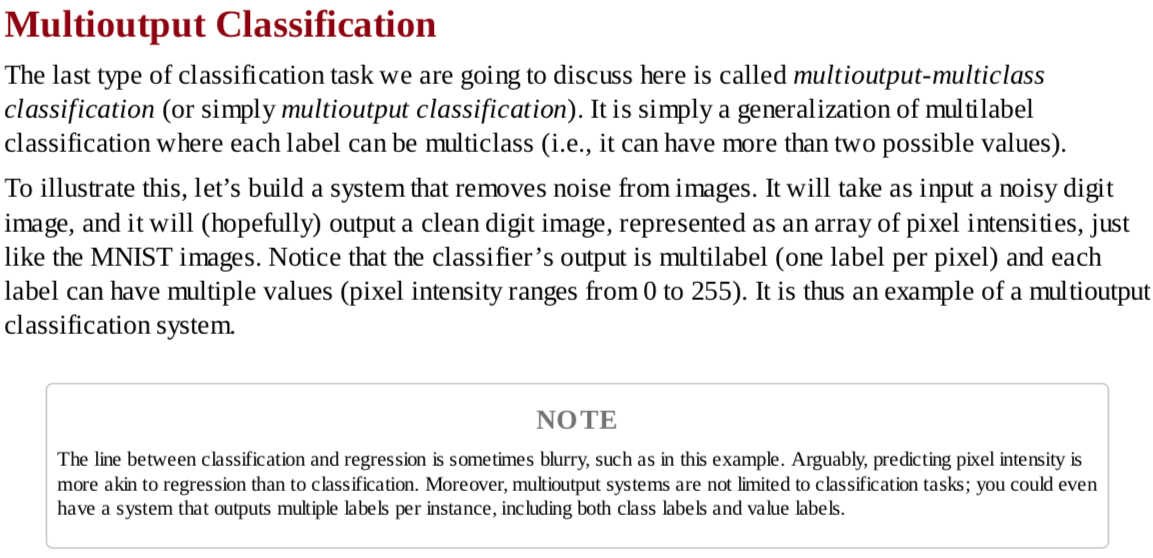 Multioutput Classification
The last type of classification task we are going to discuss here is called multioutput-multiclass
classification (or simply multioutput classification). It is simply a generalization of multilabel
classification where each label can be multiclass (i.e., it can have more than two possible values).
To illustrate this, let’s build a system that removes noise from images. It will take as input a noisy digit
image, and it will (hopefully) output a clean digit image, represented as an array of pixel intensities, just
like the MNIST images. Notice that the classifier’s output is multilabel (one label per pixel) and each
label can have multiple values (pixel intensity ranges from 0 to 255). It is thus an example of a multioutput
classification system.
NOTE
The line between classification and regression is sometimes blurry, such as in this example. Arguably, predicting pixel intensity is
more akin to regression than to classification. Moreover, multioutput systems are not limited to classification tasks; you could even
have a system that outputs multiple labels per instance, including both class labels and value labels.